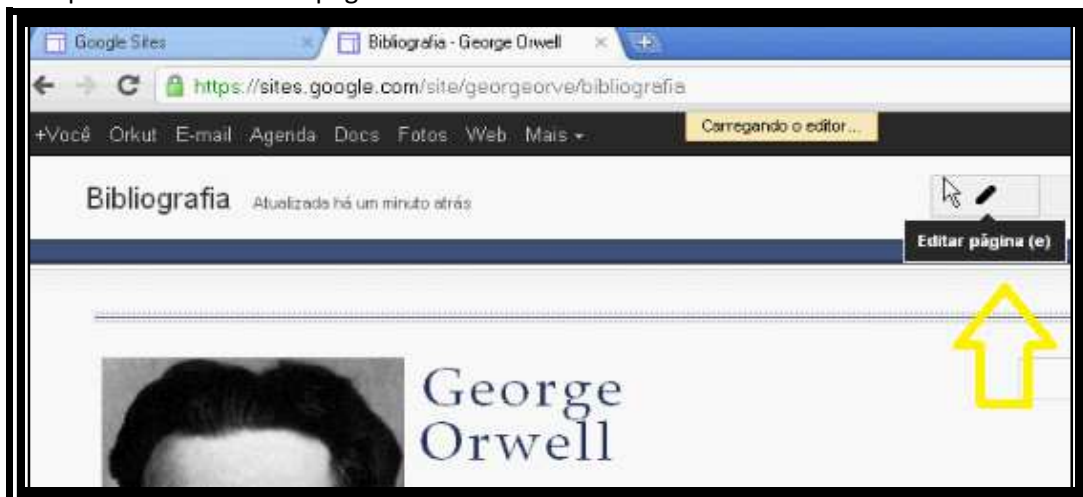 Google Sites
Bibliografia - George Orwell
https://sites.google.com/site/georgeorve/bibliografia
+Você Orkut E-mail Agenda Docs Fotos Web Mais
Carregando o editor...
Bibliografia Atualizada há um minuto atrás
Editar página (e)
George
Orwell